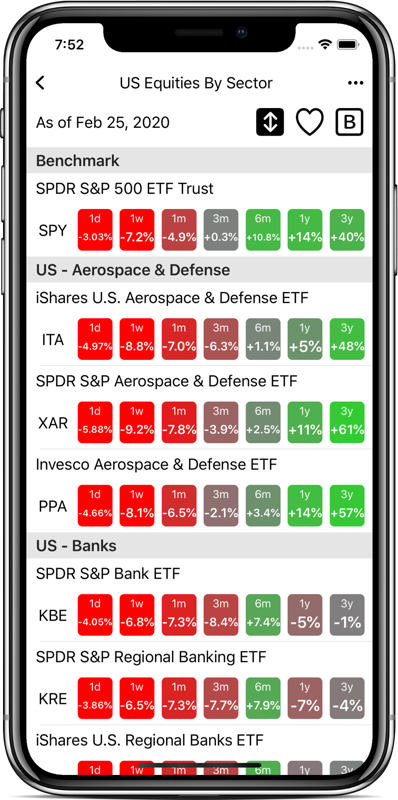 7:52
US Equities By Sector
As of Feb 25, 2020 B
Benchmark
SPDR S&P 500 ETF Trust
1d 1w 1m 3m 6m 1y 3y
SPY -3.03% -7.2% -4.9% +0.3% +10.8% +14% +40%
US - Aerospace & Defense
iShares U.S. Aerospace & Defense ETF
1d 1w 1m 3m 6m 1y 3y
ITA -4.97% -8.8% -7.0% -6.3% +1.1% +5% +48%
SPDR S&P Aerospace & Defense ETF
1d 1w 1m 3m 6m 1y 3y
XAR -5.88% -9.2% -7.8% -3.9% +2.5% +11% +61%
Invesco Aerospace & Defense ETF
1d 1w 1m 3m 6m 1y 3y
PPA -4.66% -8.1% -6.5% -2.1% +3.4% +14% +57%
US - Banks
SPDR S&P Bank ETF
1d 1w 1m 3m 6m 1y 3y
KBE -4.05% -6.8% -7.3% -8.4% +7.4% -5% -1%
SPDR S&P Regional Banking ETF
1d 1w 1m 3m 6m 1y 3y
KRE -3.86% -6.5% -7.3% -7.7% +7.9% -7% -4%
iShares U.S. Regional Banks ETF
1d 1w 1m 3m 6m 1y 3y